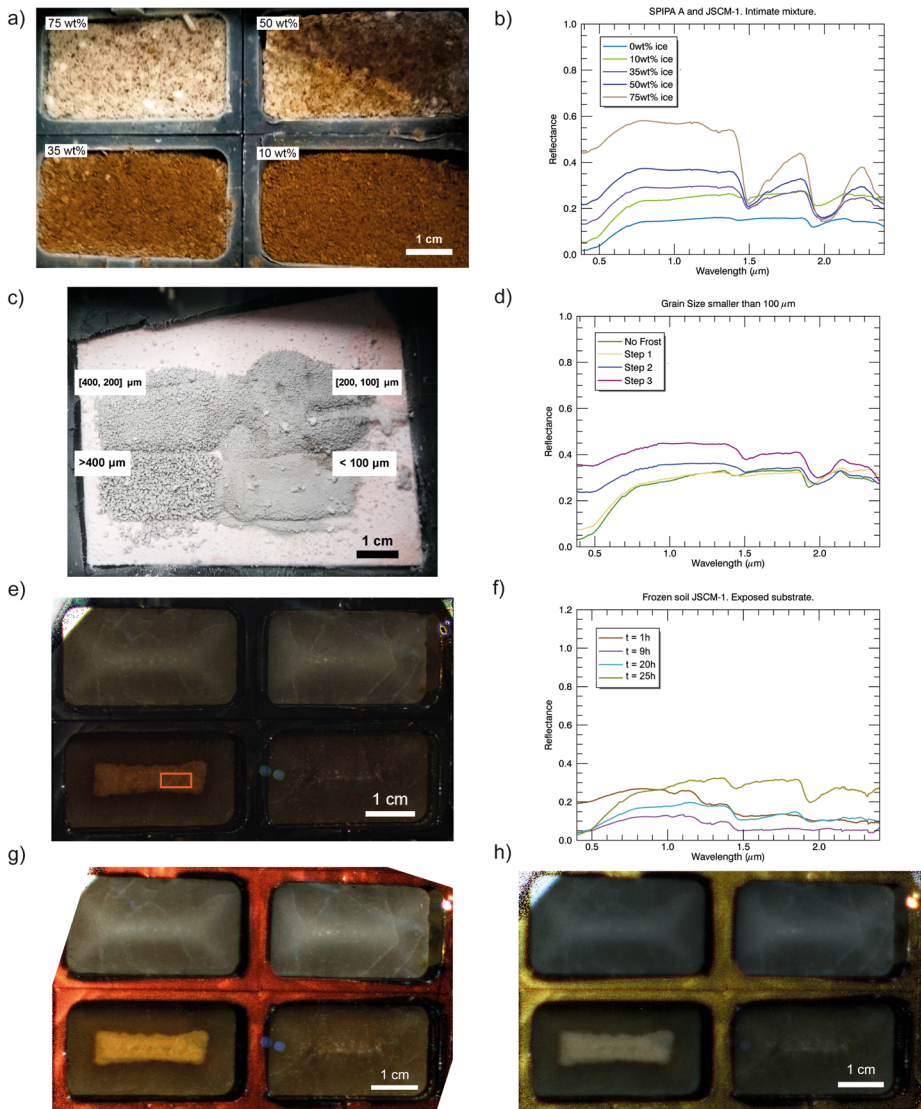 a)
75 wt%
50 wt%
35 wt%
10 wt%
1 cm
b)
SPIPA A and JSCM-1. Intimate mixture.
1.0
0.8
0.6
0.4
0.2
0.0
Reflectance
0wt% ice
10wt% ice
35wt% ice
50wt% ice
75wt% ice
0.5
1.0
1.5
2.0
Wavelength (μm)
c)
[400, 200] μm
[200, 100] μm
>400 μm
< 100 μm
1 cm
d)
Grain Size smaller than 100 μm
1.0
0.8
0.6
0.4
0.2
0.0
Reflectance
No Frost
Step 1
Step 2
Step 3
0.5
1.0
1.5
2.0
Wavelength (μm)
e)
1 cm
f)
Frozen soil JSCM-1. Exposed substrate.
1.2
1.0
0.8
0.6
0.4
0.2
0.0
Reflectance
t = 1h
t = 9h
t = 20h
t = 25h
0.5
1.0
1.5
2.0
Wavelength (μm)
g)
1 cm
h)
1 cm